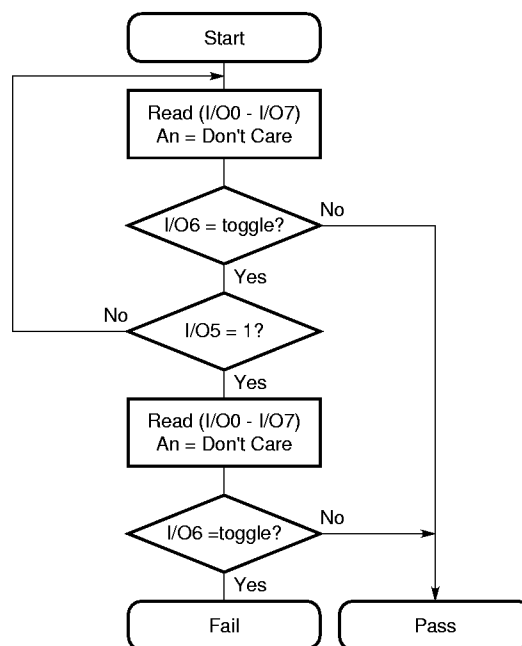 Start
Read (I/O0 - I/O7)
An = Don't Care
I/O6 = toggle?
No
Yes
No
I/O5 = 1?
Yes
Read (I/O0 - I/O7)
An = Don't Care
I/O6 =toggle?
No
Yes
Fail
Pass